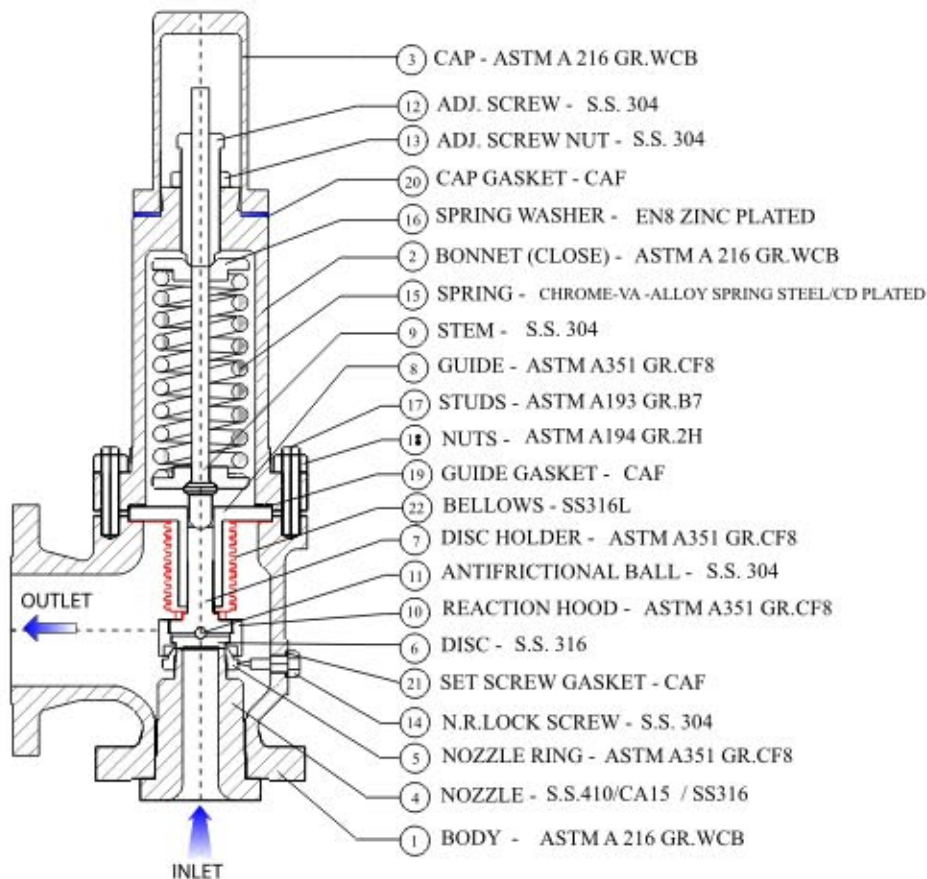 3 CAP - ASTM A 216 GR.WCB
12 ADJ. SCREW - S.S. 304
13 ADJ. SCREW NUT - S.S. 304
20 CAP GASKET - CAF
16 SPRING WASHER - EN8 ZINC PLATED
2 BONNET (CLOSE) - ASTM A 216 GR.WCB
15 SPRING - CHROME-VA -ALLOY SPRING STEEL/CD PLATED
9 STEM - S.S. 304
8 GUIDE - ASTM A351 GR.CF8
17 STUDS - ASTM A193 GR.B7
18 NUTS - ASTM A194 GR.2H
19 GUIDE GASKET - CAF
22 BELLOWS - SS316L
7 DISC HOLDER - ASTM A351 GR.CF8
11 ANTIFRICTIONAL BALL - S.S. 304
OUTLET
10 REACTION HOOD - ASTM A351 GR.CF8
6 DISC - S.S. 316
21 SET SCREW GASKET - CAF
14 N.R.LOCK SCREW - S.S. 304
5 NOZZLE RING - ASTM A351 GR.CF8
4 NOZZLE - S.S.410/CA15 / SS316
1 BODY - ASTM A 216 GR.WCB
INLET